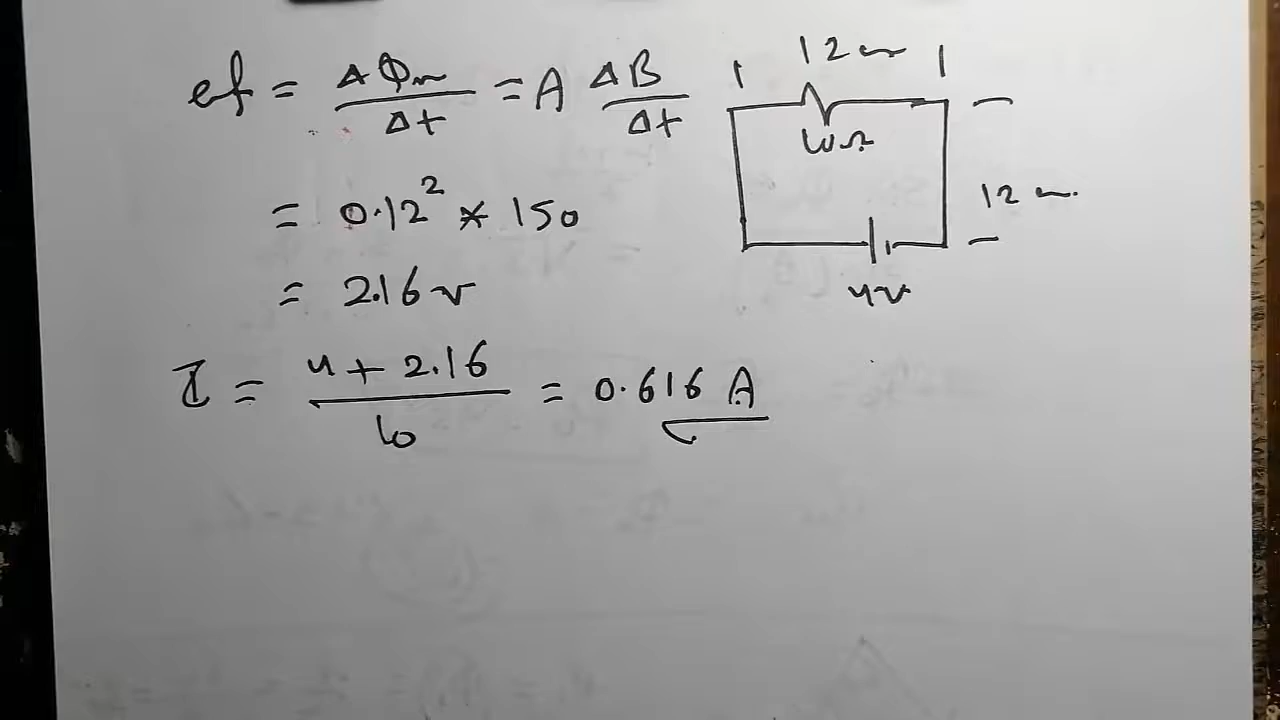 ef = ΔΦm / Δt = A ΔB / Δt
12 cm
10Ω
= 0.12² * 150
12 cm.
= 2.16 v
4v
I = 4 + 2.16 / 10 = 0.616 A